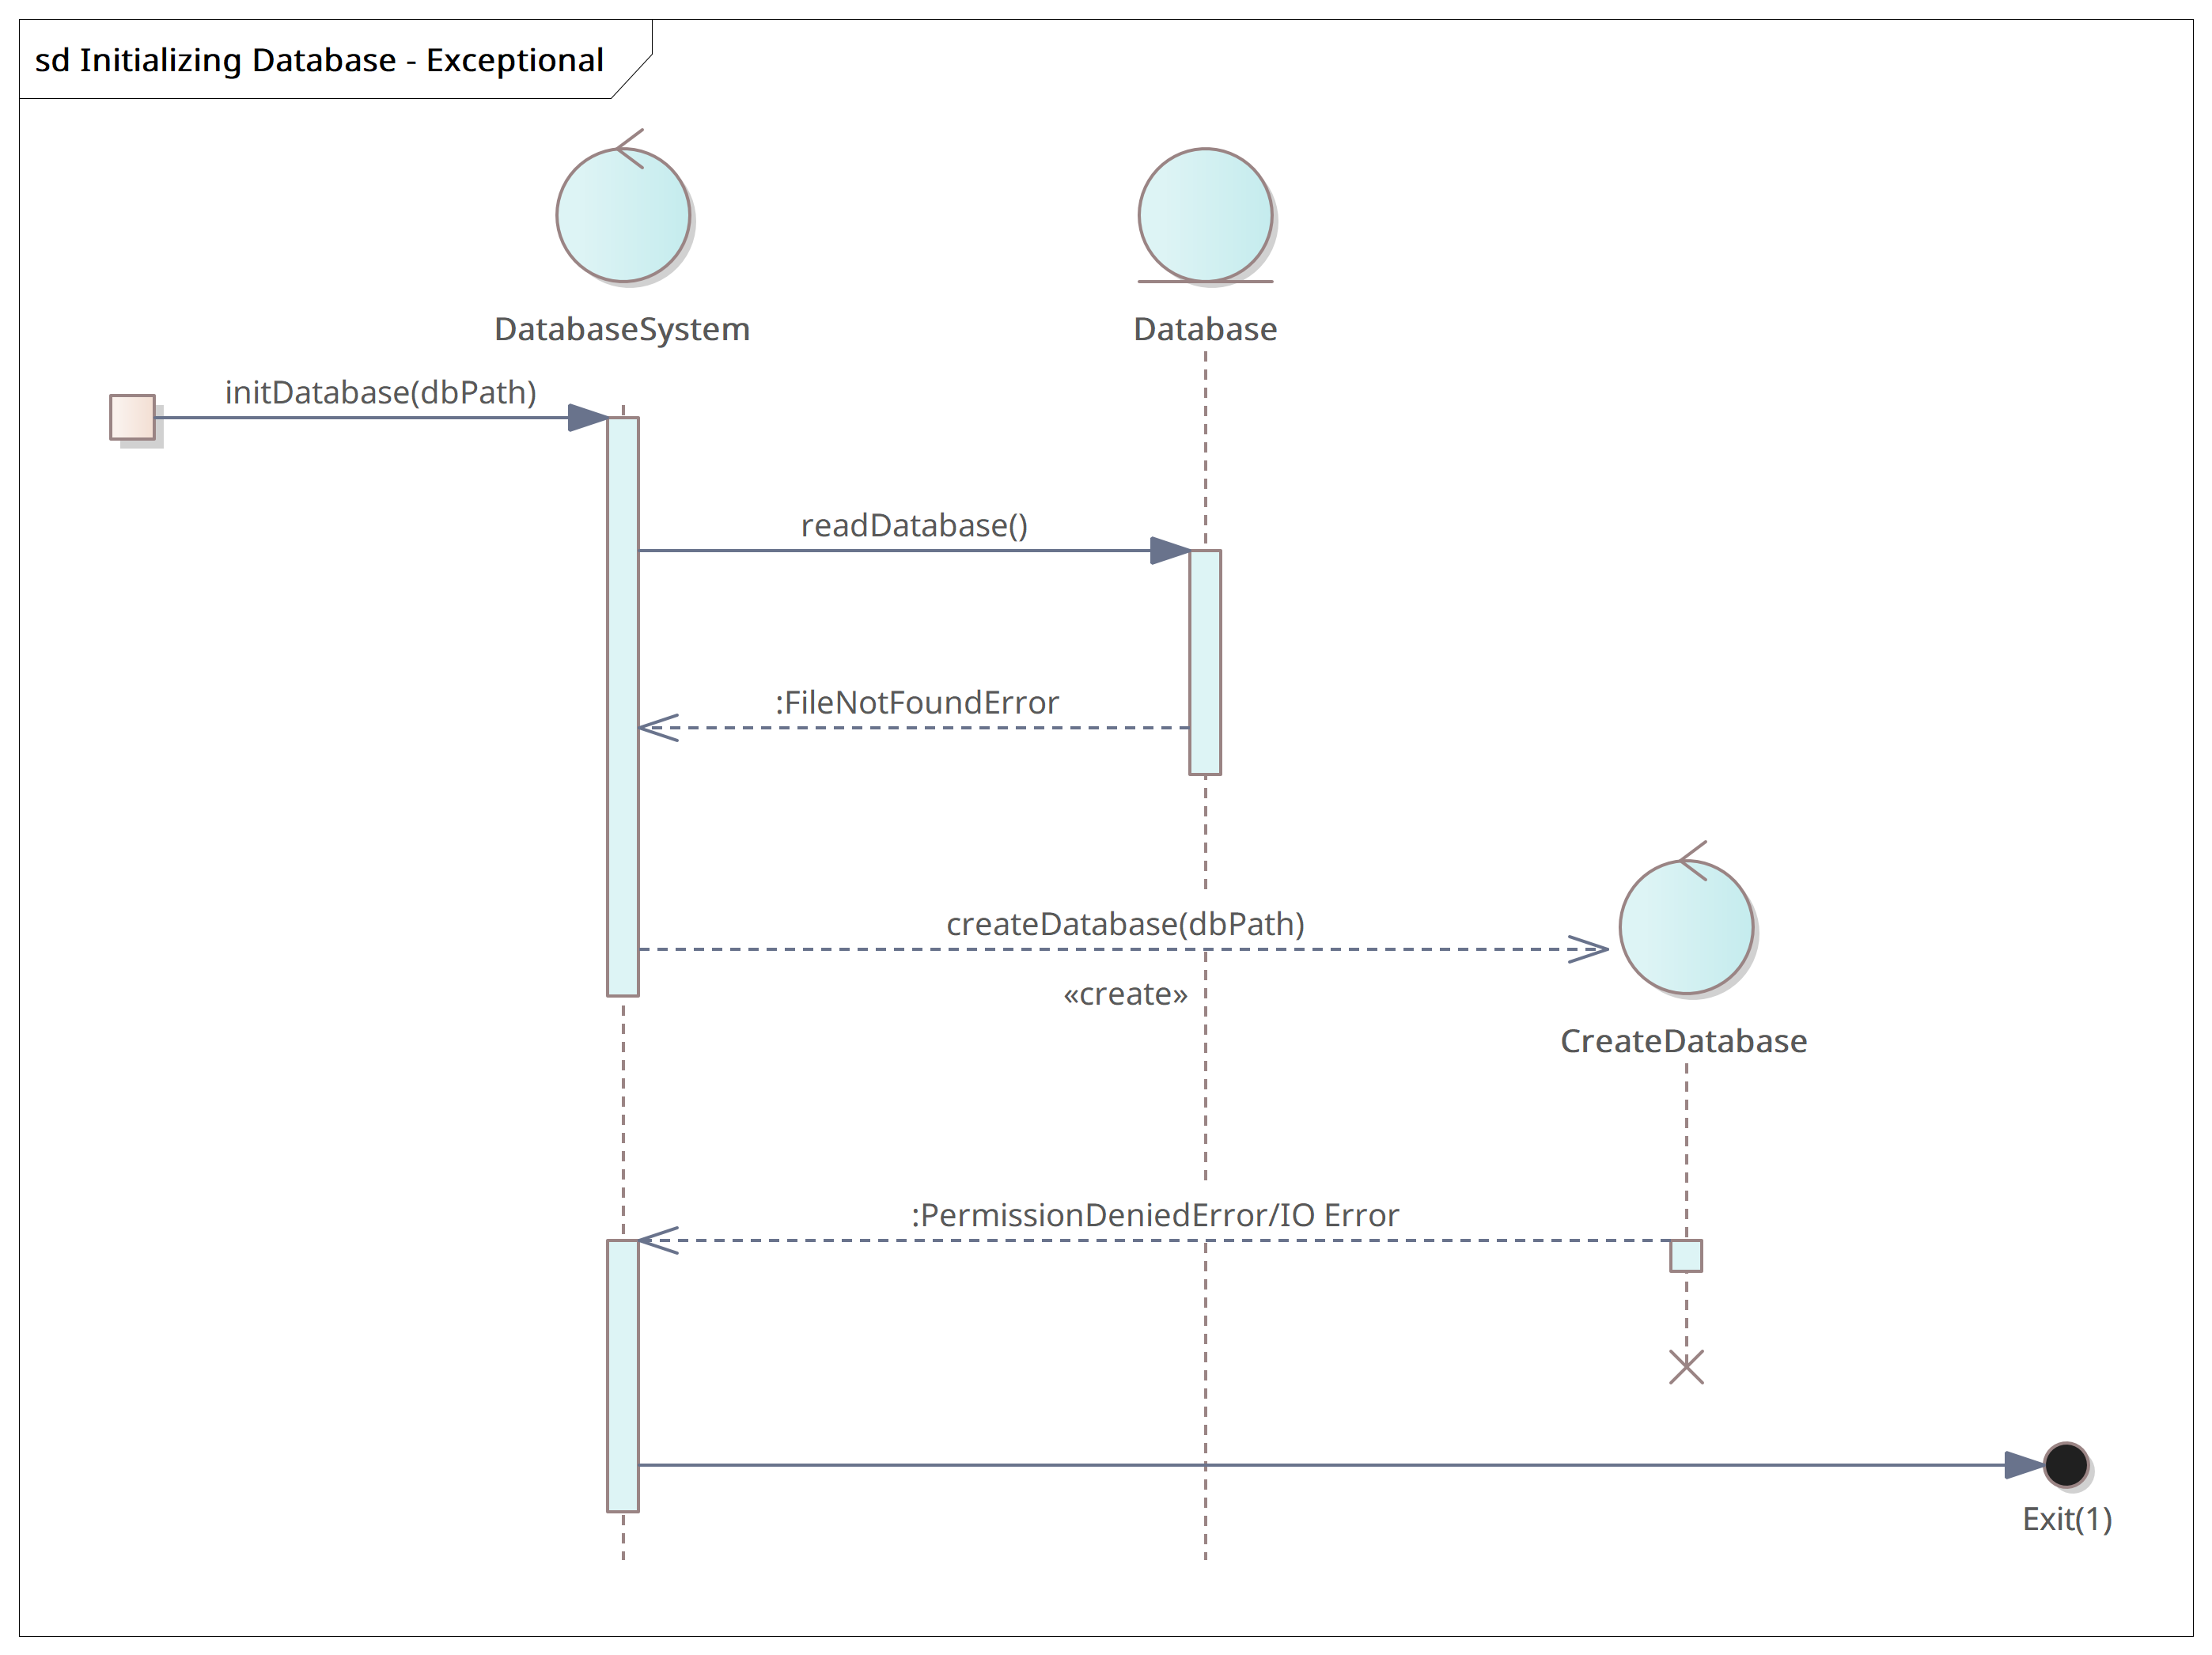 sd Initializing Database - Exceptional
DatabaseSystem
Database
initDatabase(dbPath)
readDatabase()
:FileNotFoundError
createDatabase(dbPath)
«create»
CreateDatabase
:PermissionDeniedError/IO Error
Exit(1)